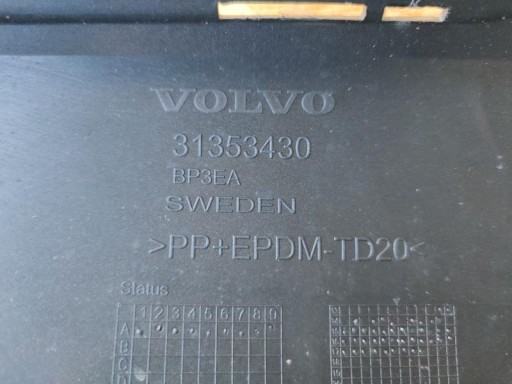 VOLVO
31353430
BP3EA
SWEDEN
>PP+EPDM-TD20<
Status
1 2 3 4 5 6 7 8 9
A
B
C
D